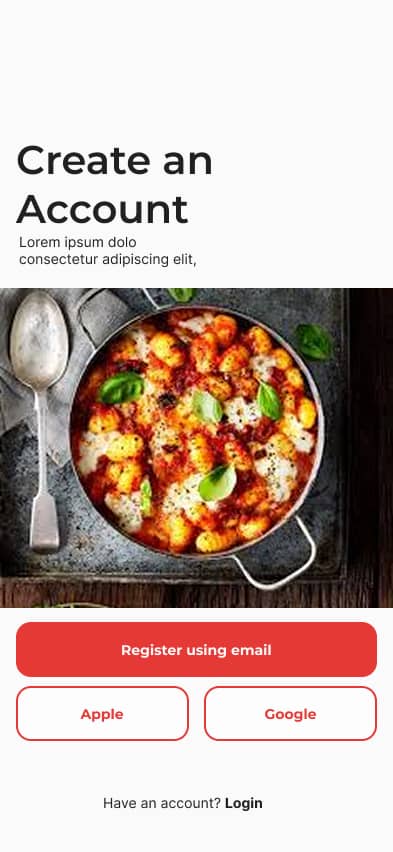 Create an
Account
Lorem ipsum dolo
consectetur adipiscing elit,
Register using email
Apple
Google
Have an account? Login